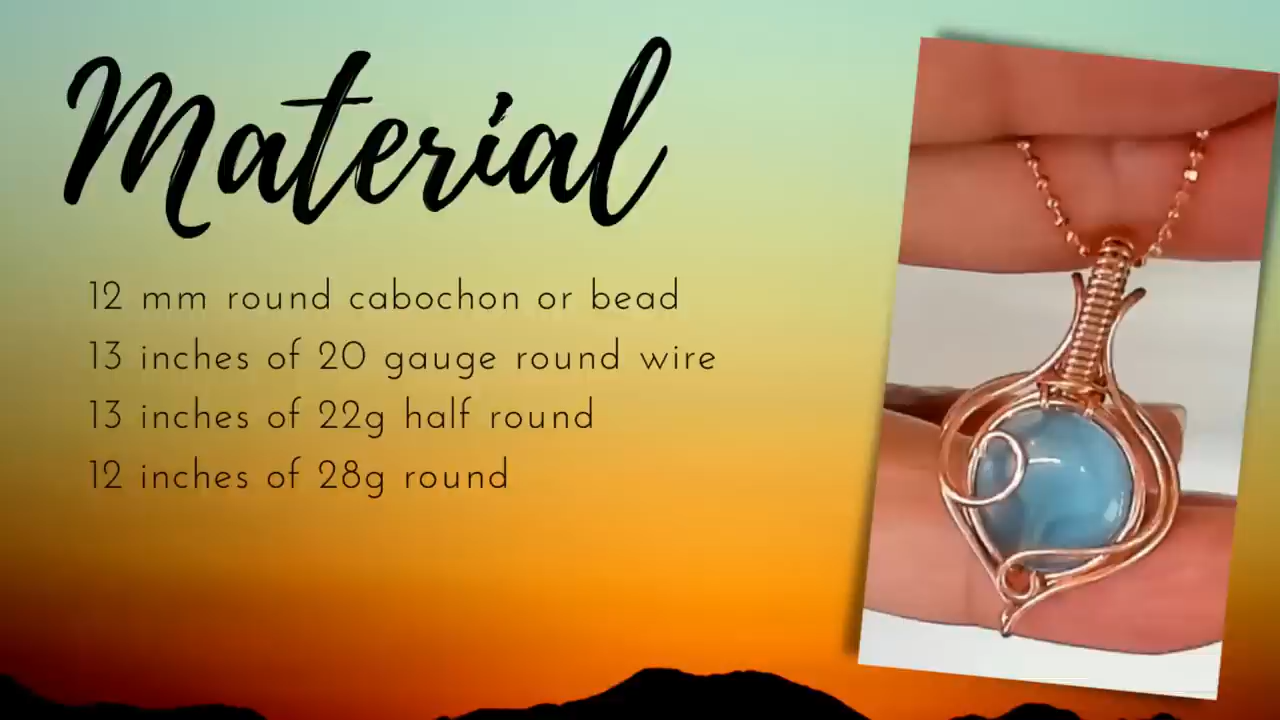 Material
12 mm round cabochon or bead
13 inches of 20 gauge round wire
13 inches of 22g half round
12 inches of 28g round